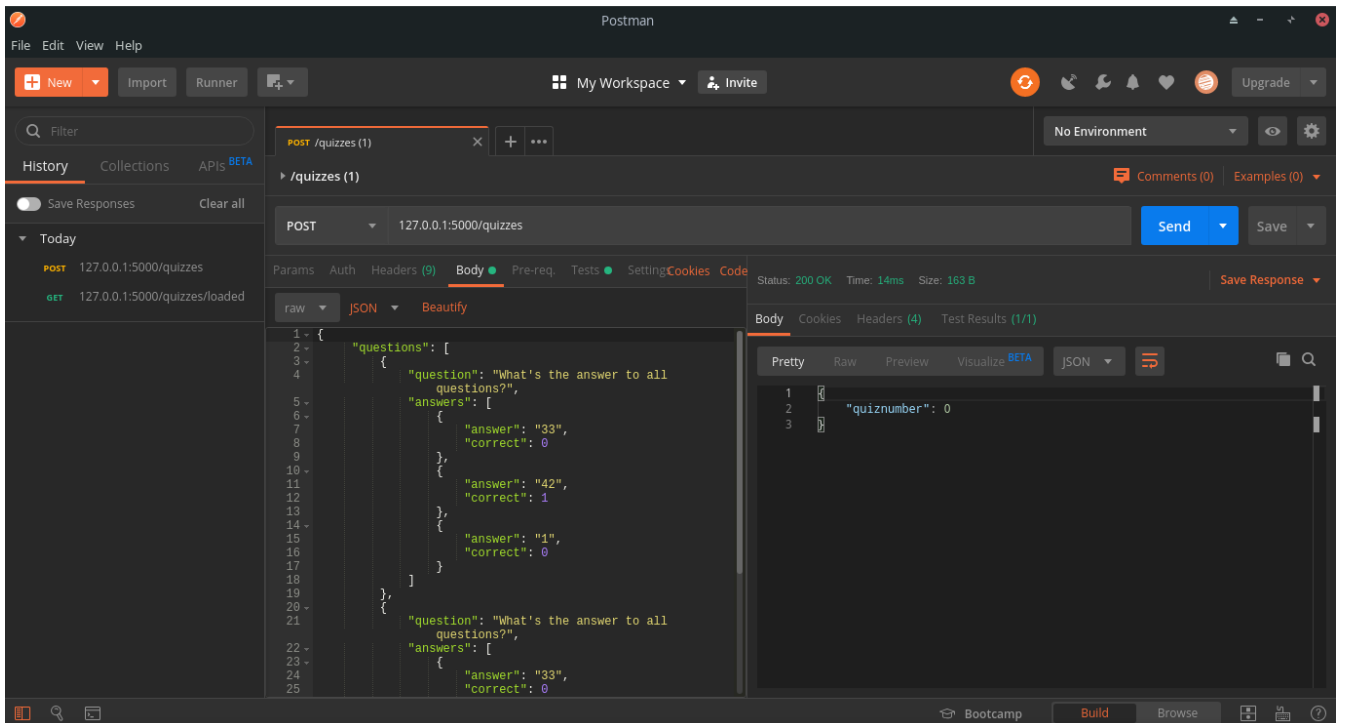 Postman
File Edit View Help
New Import Runner My Workspace Invite Upgrade
Filter
History Collections APIs BETA
Save Responses Clear all
Today
POST 127.0.0.1:5000/quizzes
GET 127.0.0.1:5000/quizzes/loaded
POST /quizzes (1)
No Environment
/quizzes (1)
Comments (0) Examples (0)
POST 127.0.0.1:5000/quizzes Send Save
Params Auth Headers (9) Body Pre-req. Tests Settings Cookies Code
raw JSON Beautify
1 {
2 "questions": [
3 {
4 "question": "What's the answer to all
questions?",
5 "answers": [
6 {
7 "answer": "33",
8 "correct": 0
9 },
10 {
11 "answer": "42",
12 "correct": 1
13 },
14 {
15 "answer": "1",
16 "correct": 0
17 }
18 ]
19 },
20 {
21 "question": "What's the answer to all
questions?",
22 "answers": [
23 {
24 "answer": "33",
25 "correct": 0
Status: 200 OK Time: 14ms Size: 163 B Save Response
Body Cookies Headers (4) Test Results (1/1)
Pretty Raw Preview Visualize BETA JSON
1 {
2 "quiznumber": 0
3 }
Bootcamp Build Browse